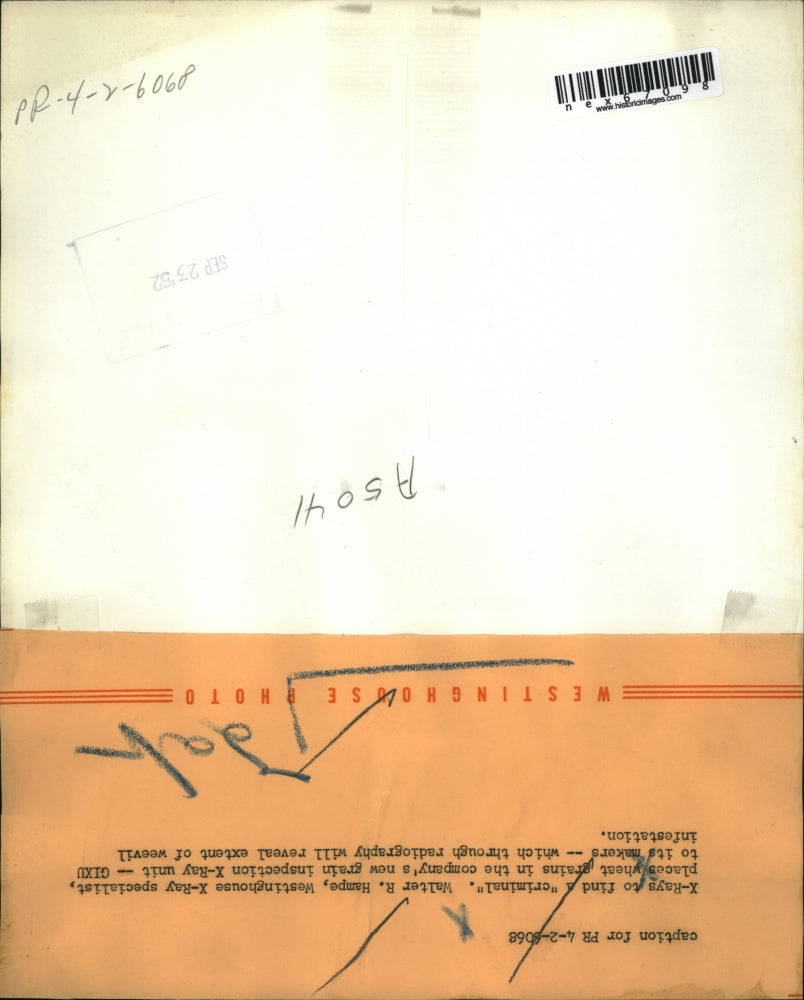 PR-4-2-6068
nex67098
www.historicimages.com
SEP 23 '52
A5041
WESTINGHOUSE PHOTO
caption for PR 4-2-6068
X-Rays to find a "criminal". Walter R. Hampe, Westinghouse X-Ray specialist,
places wheat grains in the company's new grain inspection X-Ray unit -- GIXU
to its makers -- which through radiography will reveal extent of weevil
infestation.